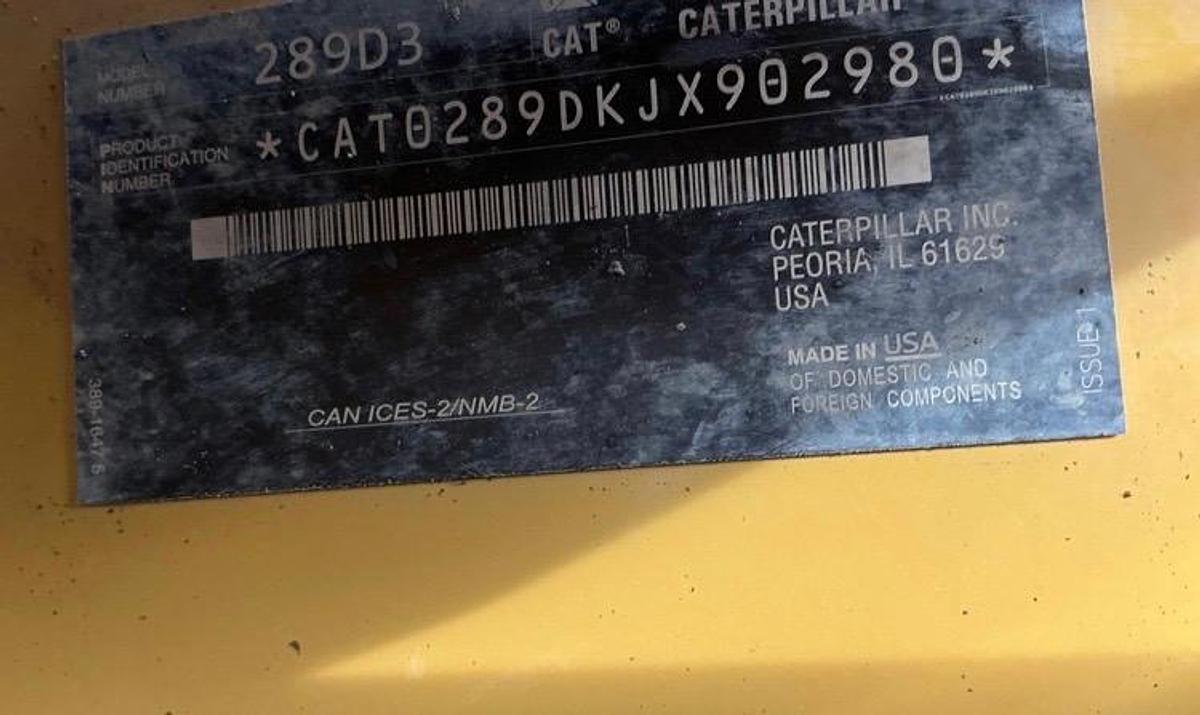 CAT® CATERPILLAR
MODEL NUMBER 289D3
PRODUCT IDENTIFICATION NUMBER *CAT0289DKJX902980*
CATERPILLAR INC.
PEORIA, IL 61629
USA
MADE IN USA
OF DOMESTIC AND
FOREIGN COMPONENTS
CAN ICES-2/NMB-2
ISSUE 1